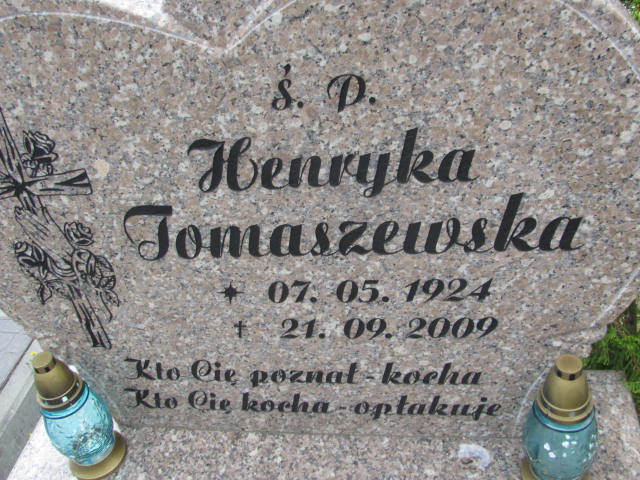 ś. p.
Henryka
Tomaszewska
* 07. 05. 1924
† 21. 09. 2009
Kto Cię poznał - kocha
Kto Cię kocha - opłakuje